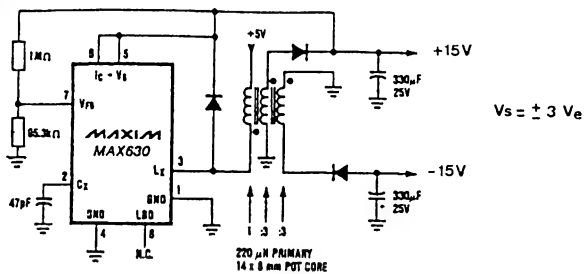 +5V
+15V
6
5
330µF
25V
1MΩ
IC +VS
7
VFB
VS = ± 3 Ve
95.3kΩ
MAXIM
MAX630
LX
3
-15V
2
CX
GND
1
330µF
25V
47pF
GND
LBD
4
8
N.C.
1
:3
:3
220 µH PRIMARY
14 x 8 mm POT CORE